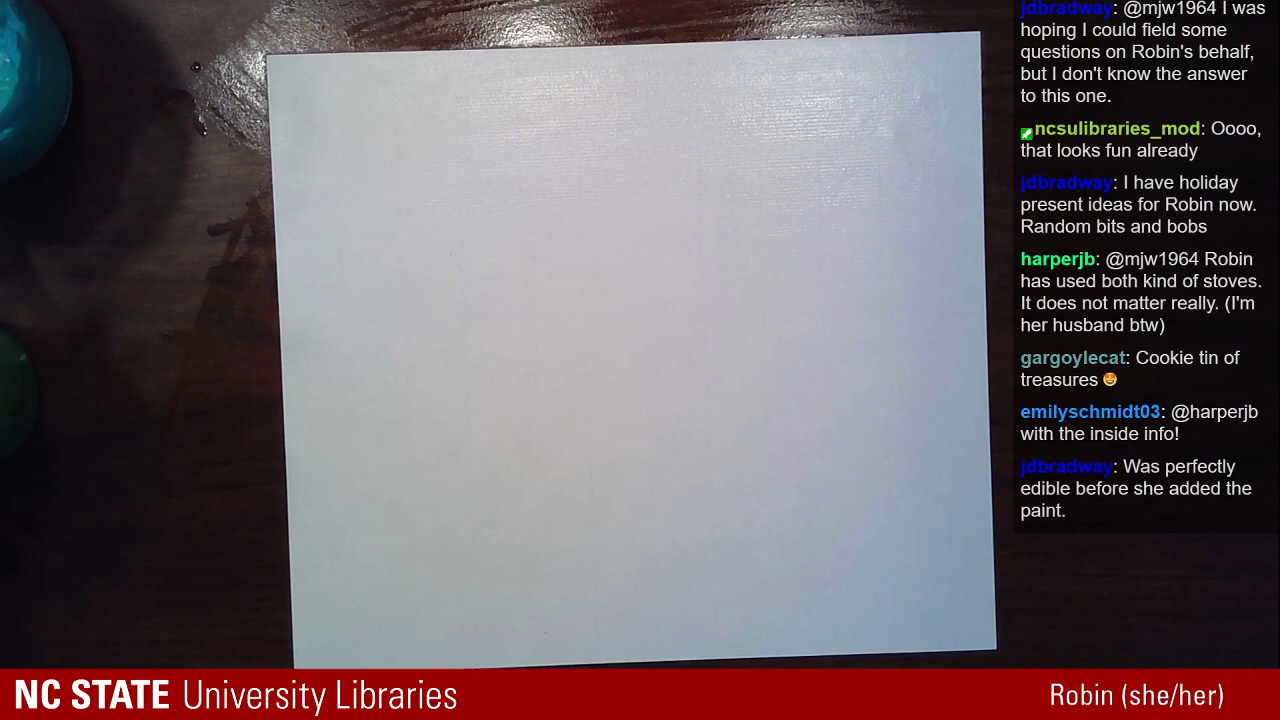 jdbradway: @mjw1964 I was
hoping I could field some
questions on Robin's behalf,
but I don't know the answer
to this one.
ncsulibraries_mod: Oooo,
that looks fun already
jdbradway: I have holiday
present ideas for Robin now.
Random bits and bobs
harperjb: @mjw1964 Robin
has used both kind of stoves.
It does not matter really. (I'm
her husband btw)
gargoylecat: Cookie tin of
treasures 🤩
emilyschmidt03: @harperjb
with the inside info!
jdbradway: Was perfectly
edible before she added the
paint.
NC STATE University Libraries
Robin (she/her)